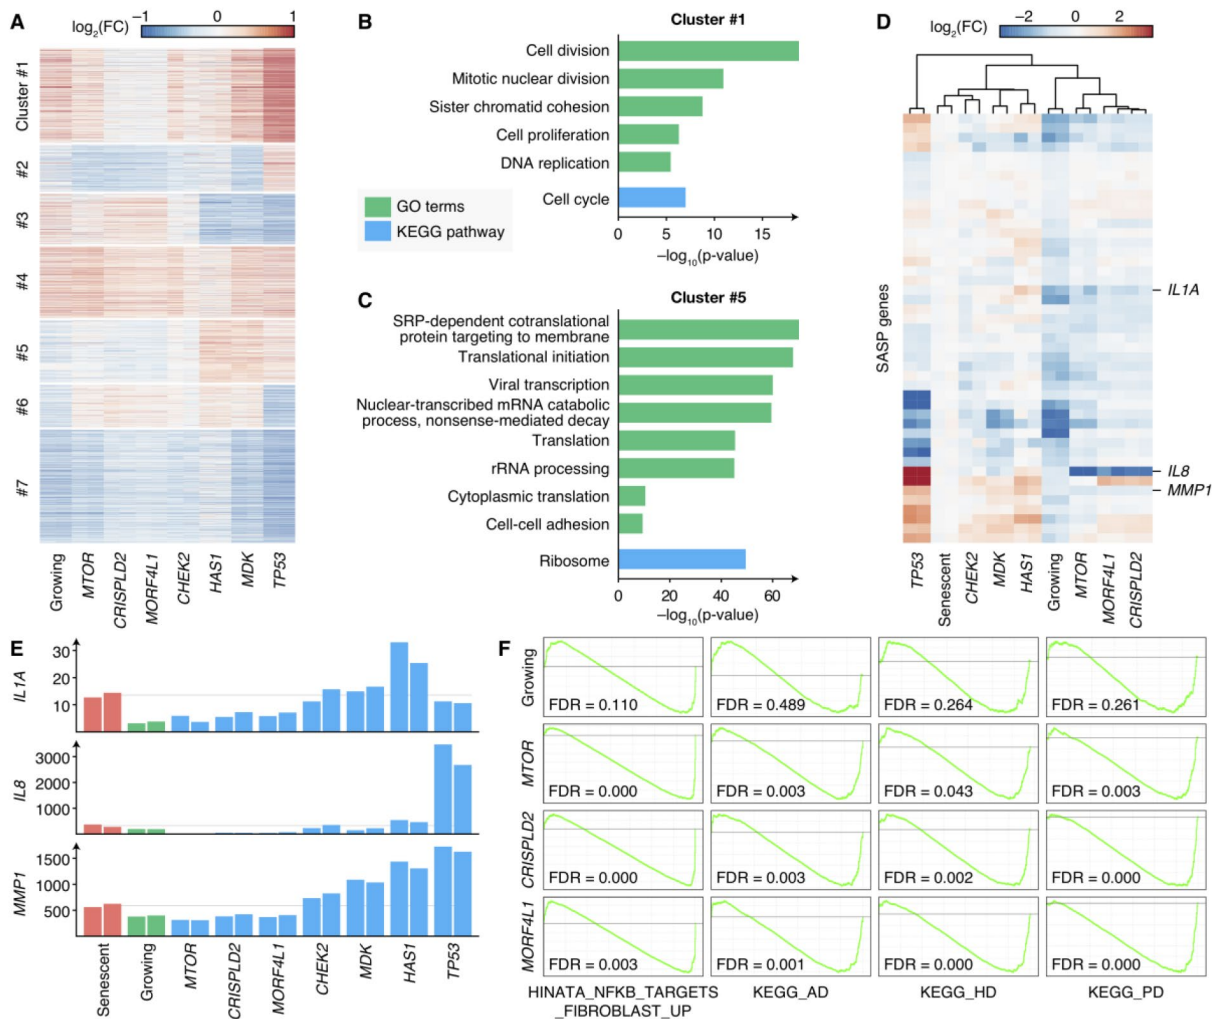 A
log2(FC)
−1
0
1
Cluster #1
#2
#3
#4
#5
#6
#7
Growing
MTOR
CRISPLD2
MORF4L1
CHEK2
HAS1
MDK
TP53
B
Cluster #1
Cell division
Mitotic nuclear division
Sister chromatid cohesion
Cell proliferation
DNA replication
Cell cycle
GO terms
KEGG pathway
0 5 10 15
−log10(p-value)
C
Cluster #5
SRP-dependent cotranslational
protein targeting to membrane
Translational initiation
Viral transcription
Nuclear-transcribed mRNA catabolic
process, nonsense-mediated decay
Translation
rRNA processing
Cytoplasmic translation
Cell-cell adhesion
Ribosome
0 20 40 60
−log10(p-value)
D
log2(FC)
−2 0 2
SASP genes
IL1A
IL8
MMP1
TP53
Senescent
CHEK2
MDK
HAS1
Growing
MTOR
MORF4L1
CRISPLD2
E
IL1A
30
20
10
IL8
3000
2000
1000
MMP1
1500
1000
500
Senescent
Growing
MTOR
CRISPLD2
MORF4L1
CHEK2
MDK
HAS1
TP53
F
Growing
FDR = 0.110
FDR = 0.489
FDR = 0.264
FDR = 0.261
MTOR
FDR = 0.000
FDR = 0.003
FDR = 0.043
FDR = 0.003
CRISPLD2
FDR = 0.000
FDR = 0.003
FDR = 0.002
FDR = 0.000
MORF4L1
FDR = 0.003
FDR = 0.001
FDR = 0.000
FDR = 0.000
HINATA_NFKB_TARGETS
_FIBROBLAST_UP
KEGG_AD
KEGG_HD
KEGG_PD